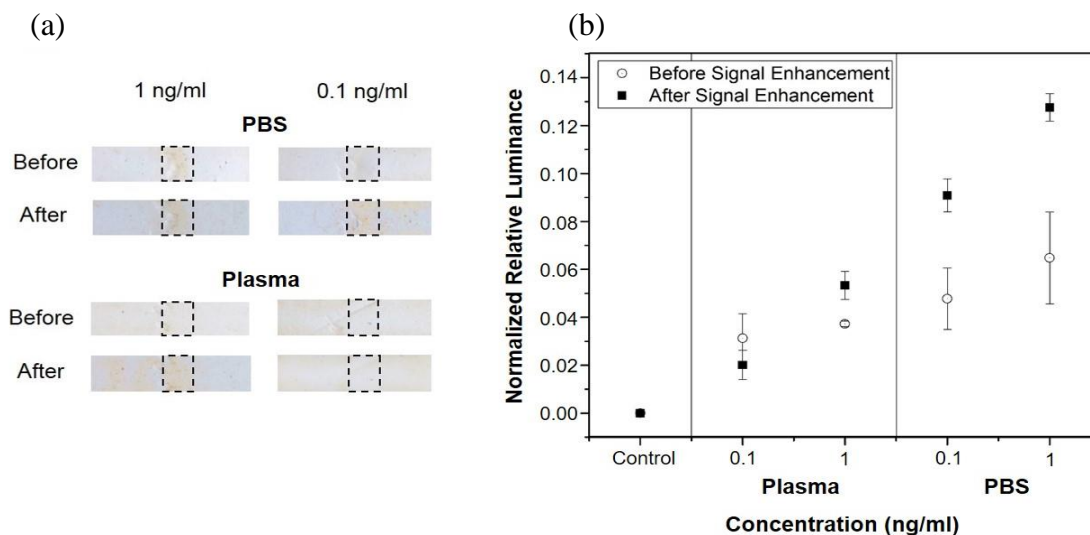 (a)
1 ng/ml 0.1 ng/ml
PBS
Before
After
Plasma
Before
After
(b)
Before Signal Enhancement
After Signal Enhancement
Normalized Relative Luminance
0.14
0.12
0.10
0.08
0.06
0.04
0.02
0.00
Control 0.1 1 0.1 1
Plasma PBS
Concentration (ng/ml)